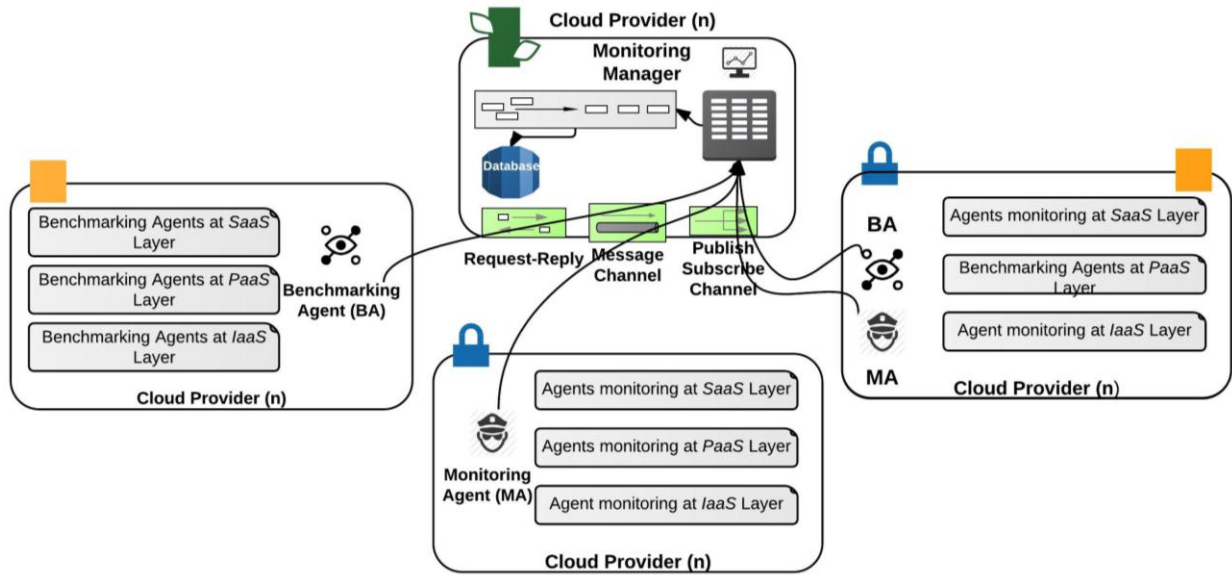 Cloud Provider (n)
Monitoring
Manager
Database
Request-Reply
Message
Channel
Publish
Subscribe
Channel
Benchmarking Agents at SaaS
Layer
Benchmarking Agents at PaaS
Layer
Benchmarking Agents at IaaS
Layer
Benchmarking
Agent (BA)
Cloud Provider (n)
BA
MA
Agents monitoring at SaaS Layer
Benchmarking Agents at PaaS
Layer
Agent monitoring at IaaS Layer
Cloud Provider (n)
Monitoring
Agent (MA)
Agents monitoring at SaaS Layer
Agents monitoring at PaaS Layer
Agent monitoring at IaaS Layer
Cloud Provider (n)